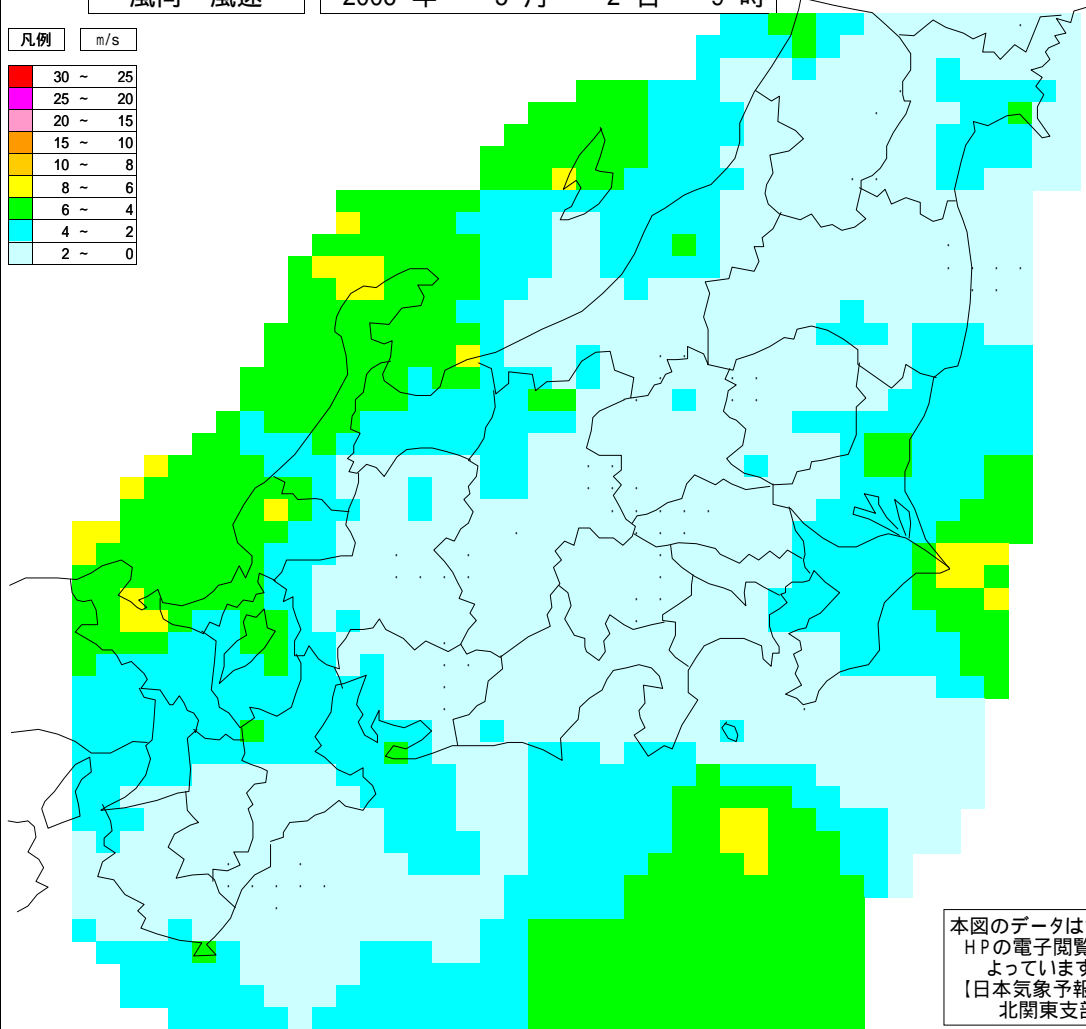 凡例 m/s
30 ~ 25
25 ~ 20
20 ~ 15
15 ~ 10
10 ~ 8
8 ~ 6
6 ~ 4
4 ~ 2
2 ~ 0
本図のデータは
HPの電子閲覧
よっています
【日本気象予報
北関東支部